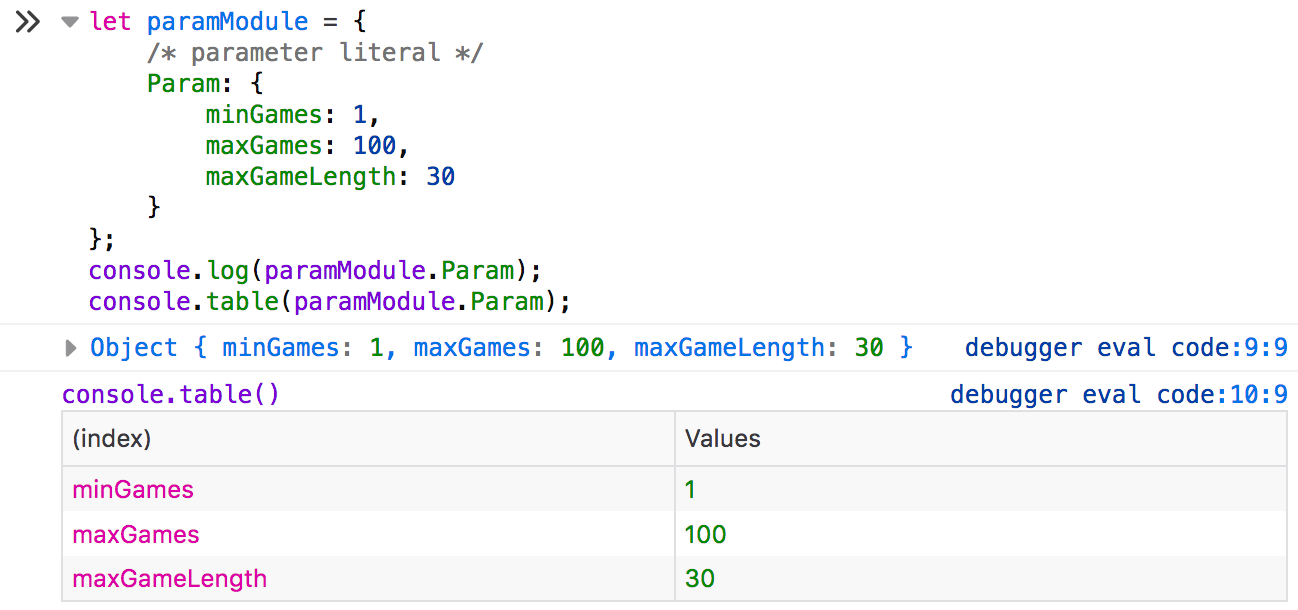 let paramModule = {
    /* parameter literal */
    Param: {
        minGames: 1,
        maxGames: 100,
        maxGameLength: 30
    }
};
console.log(paramModule.Param);
console.table(paramModule.Param);
Object { minGames: 1, maxGames: 100, maxGameLength: 30 } debugger eval code:9:9
console.table() debugger eval code:10:9
(index) Values
minGames 1
maxGames 100
maxGameLength 30